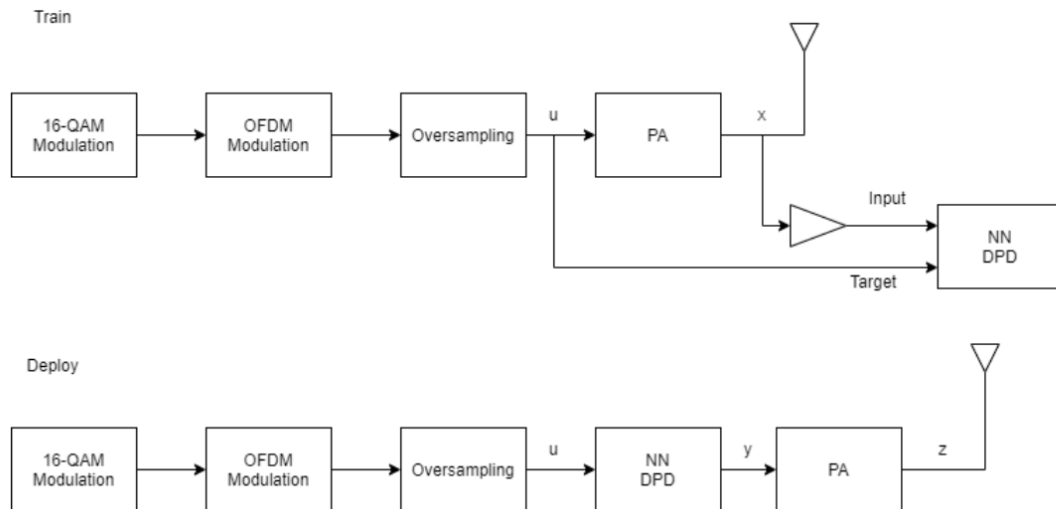 Train
16-QAM
Modulation
OFDM
Modulation
Oversampling
u
PA
x
Input
NN
DPD
Target
Deploy
16-QAM
Modulation
OFDM
Modulation
Oversampling
u
NN
DPD
y
PA
z